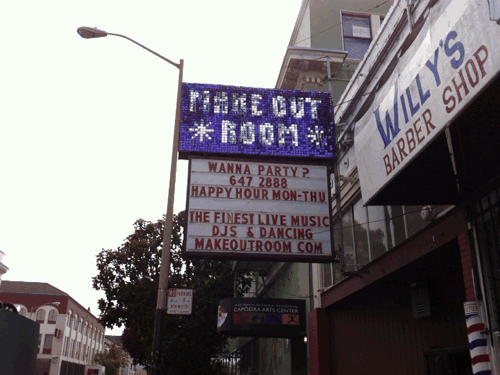 MAKE OUT
ROOM
WANNA PARTY?
647 2888
HAPPY HOUR MON-THU
THE FINEST LIVE MUSIC
DJS & DANCING
MAKEOUTROOM COM
WILLY'S
BARBER SHOP
CAPOEIRA ARTS CENTER
PARKING